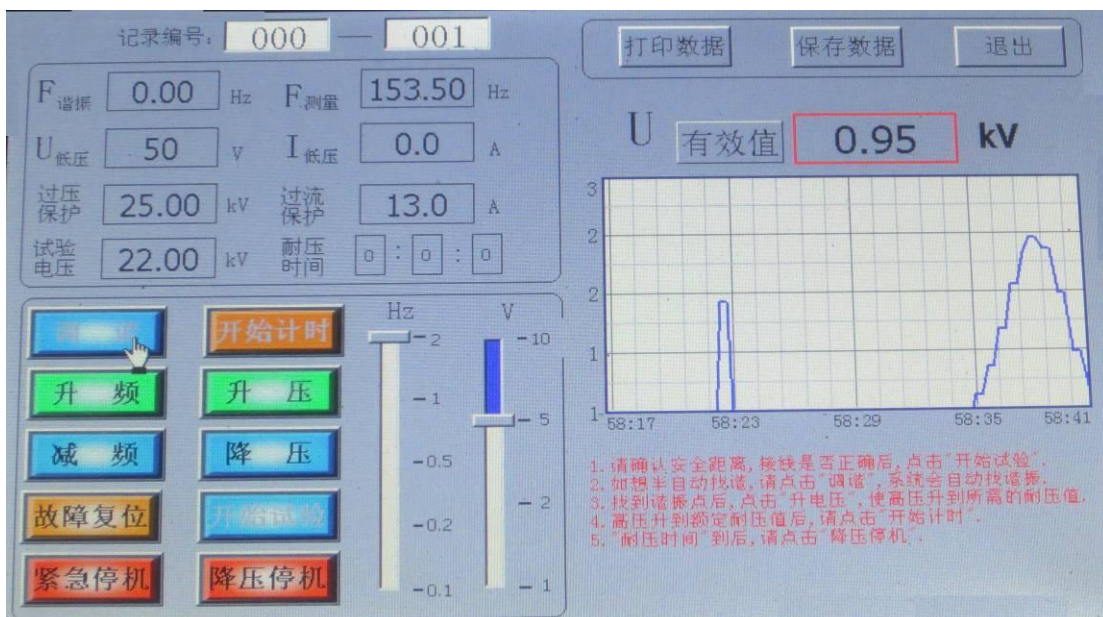 记录编号: 000 — 001
打印数据 保存数据 退出
F谐振 0.00 Hz F测量 153.50 Hz
U低压 50 V I低压 0.0 A
过压保护 25.00 kV 过流保护 13.0 A
试验电压 22.00 kV 耐压时间 0 : 0 : 0
U 有效值 0.95 kV
3
2
2
1
1
58:17 58:23 58:29 58:35 58:41
开始计时
升 频 升 压
减 频 降 压
故障复位 开始试验
紧急停机 降压停机
Hz V
2 10
1 5
0.5
0.2 2
0.1 1
1. 请确认安全距离, 接线是否正确后, 点击"开始试验".
2. 如想半自动找谐, 请点击"调谐", 系统会自动找谐振.
3. 找到谐振点后, 点击"升电压", 使高压升到所需的耐压值.
4. 高压升到额定耐压值后, 请点击"开始计时".
5. "耐压时间"到后, 请点击"降压停机".